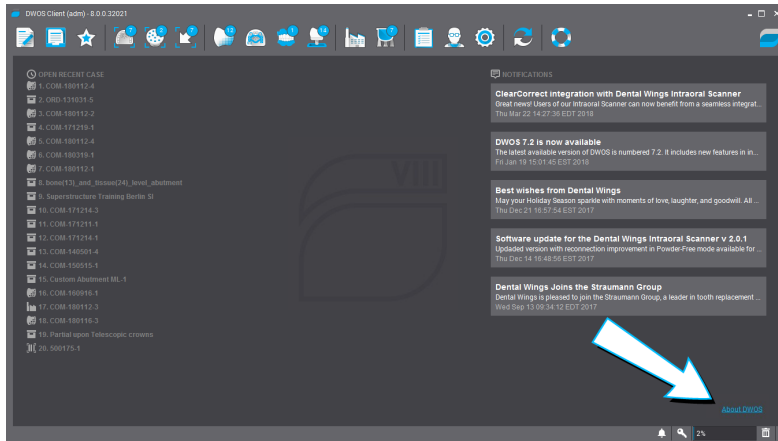 DWOS Client (adm) - 8.0.0.32021
7 2 7 13 1 14 7
OPEN RECENT CASE
1. COM-180112-4
2. ORD-131031-5
3. COM-180112-2
4. COM-171219-1
5. COM-180112-4
6. COM-180319-1
7. COM-180112-1
8. bone(13)_and_tissue(24)_level_abutment
9. Superstructure Training Berlin SI
10. COM-171214-3
11. COM-171211-1
12. COM-171214-1
13. COM-140501-4
14. COM-150515-1
15. Custom Abutment ML-1
16. COM-160916-1
17. COM-180112-3
18. COM-180116-3
19. Partial upon Telescopic crowns
20. 500175-1
VIII
NOTIFICATIONS
ClearCorrect integration with Dental Wings Intraoral Scanner
Great news! Users of our Intraoral Scanner can now benefit from a seamless integrat...
Thu Mar 22 14:27:36 EDT 2018
DWOS 7.2 is now available
The latest available version of DWOS is numbered 7.2. It includes new features in in...
Fri Jan 19 15:01:45 EST 2018
Best wishes from Dental Wings
May your Holiday Season sparkle with moments of love, laughter, and goodwill. All ...
Thu Dec 21 16:57:54 EST 2017
Software update for the Dental Wings Intraoral Scanner v 2.0.1
Updaded version with reconnection improvement in Powder-Free mode available for ...
Thu Dec 14 16:48:56 EST 2017
Dental Wings Joins the Straumann Group
Dental Wings is pleased to join the Straumann Group, a leader in tooth replacement ...
Wed Sep 13 09:34:12 EDT 2017
About DWOS
2%